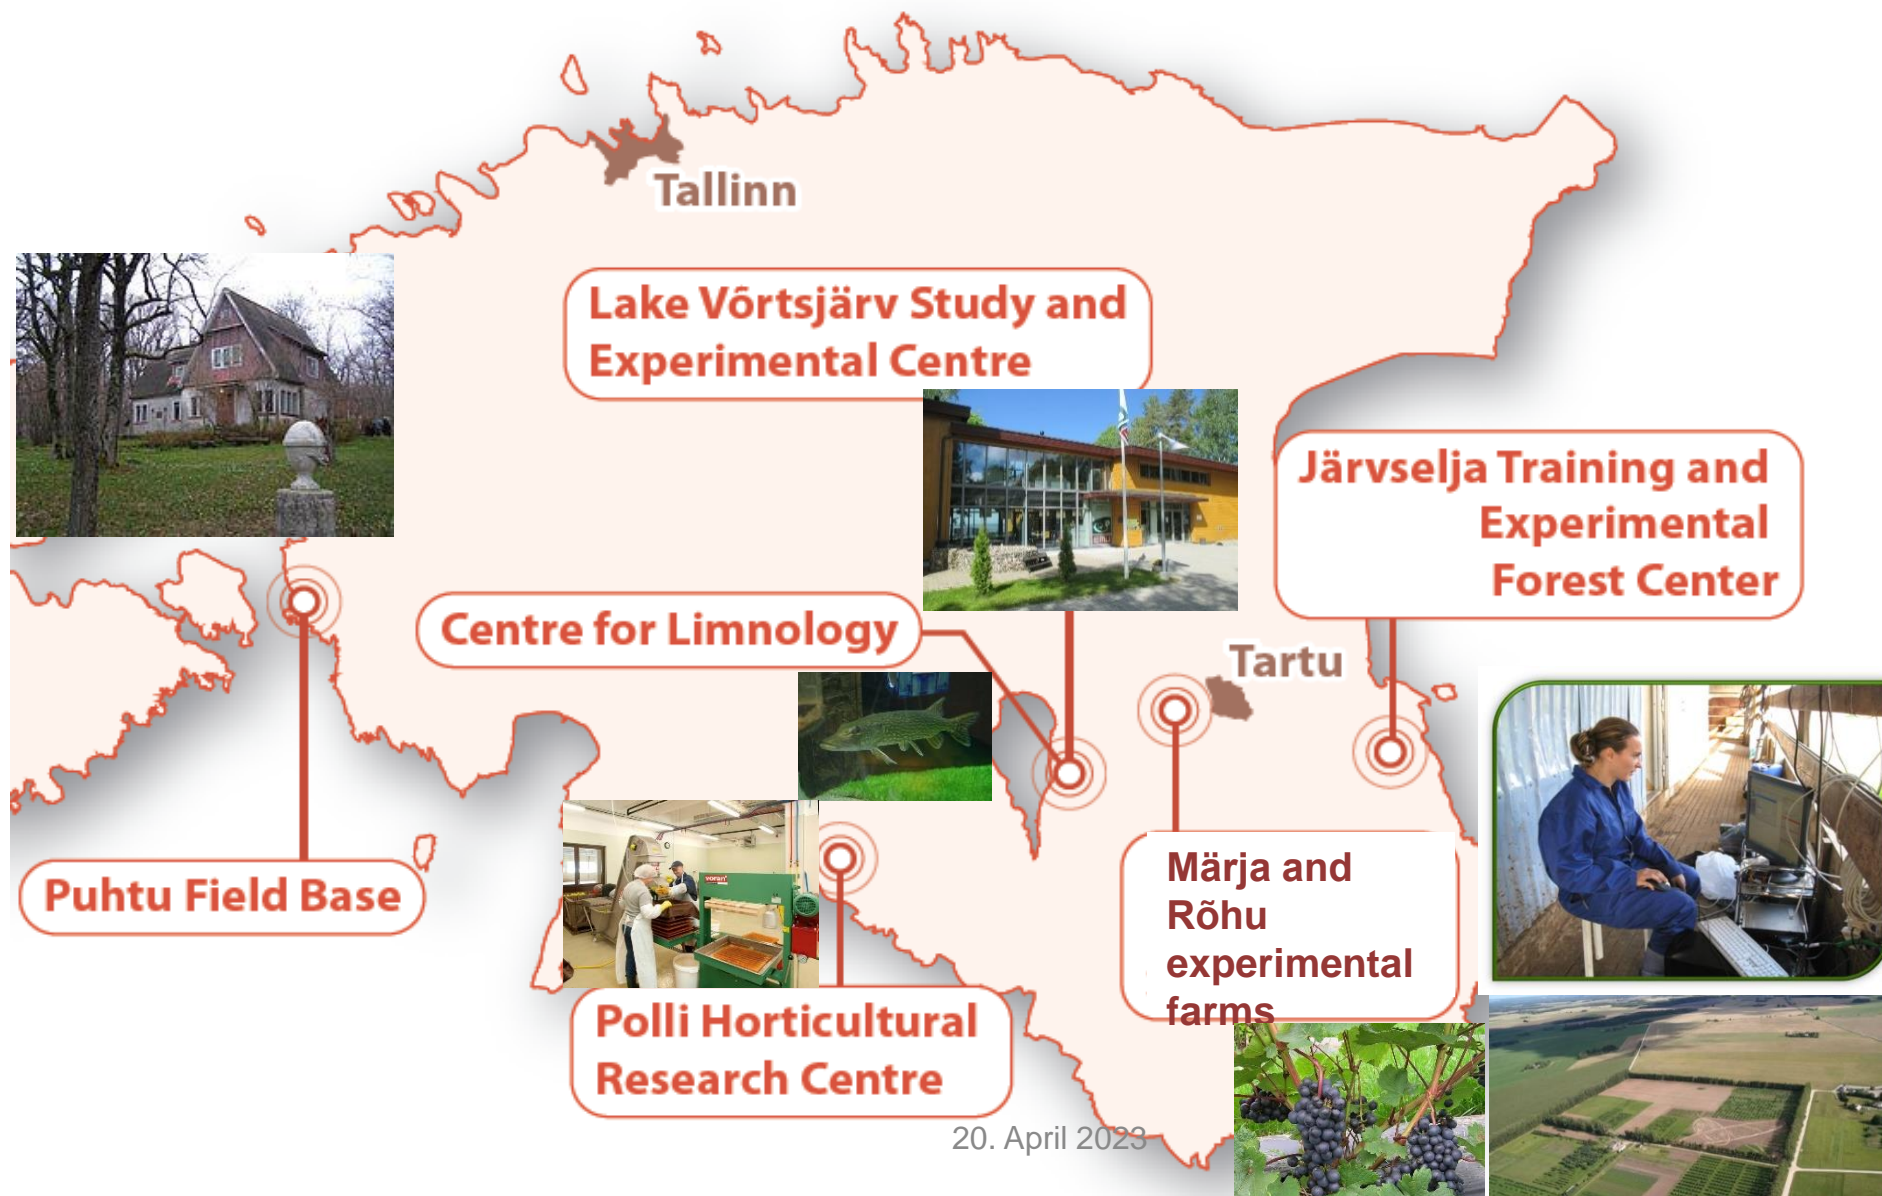 Tallinn
Lake Võrtsjärv Study and
Experimental Centre
Järvselja Training and
Experimental
Forest Center
Centre for Limnology
Tartu
Puhtu Field Base
voran
Märja and
Rõhu
experimental
farms
Polli Horticultural
Research Centre
20. April 2023